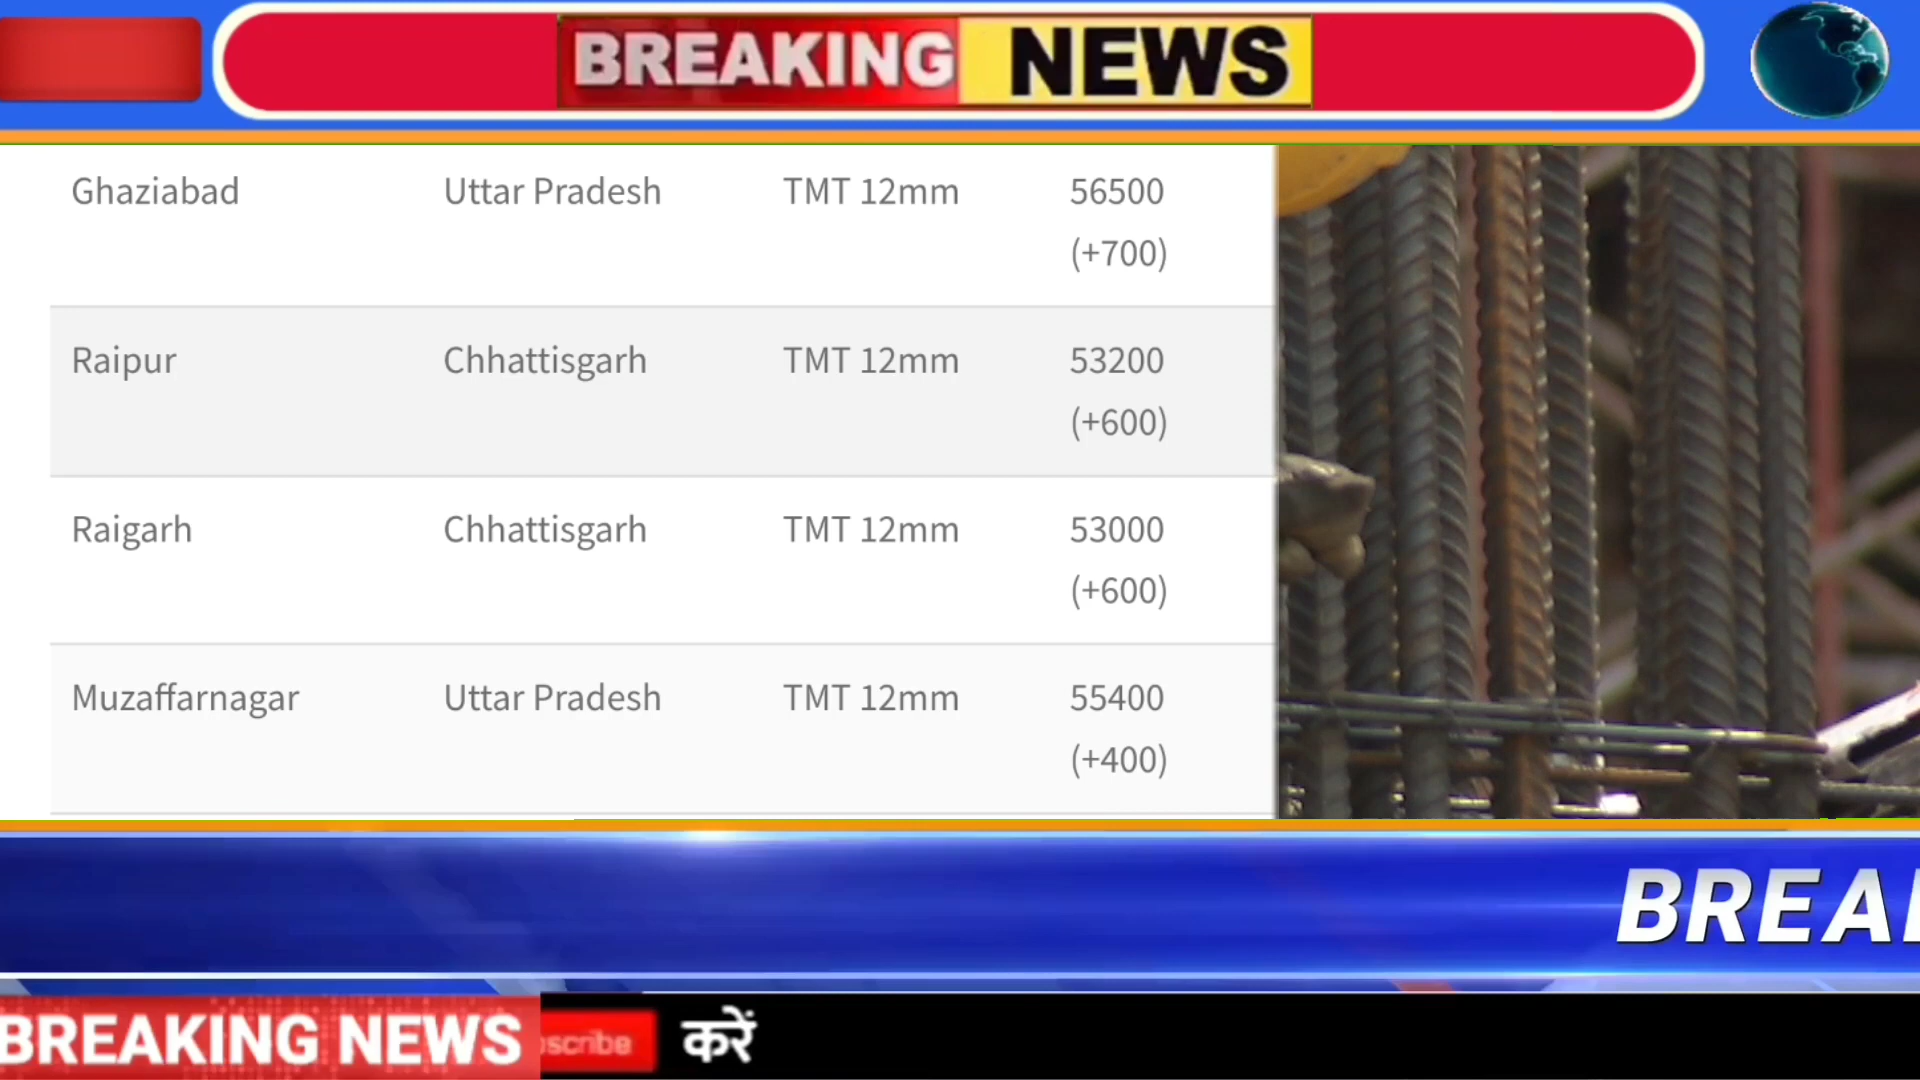 BREAKING NEWS
Ghaziabad Uttar Pradesh TMT 12mm 56500
(+700)
Raipur Chhattisgarh TMT 12mm 53200
(+600)
Raigarh Chhattisgarh TMT 12mm 53000
(+600)
Muzaffarnagar Uttar Pradesh TMT 12mm 55400
(+400)
BREA
BREAKING NEWS scribe करें